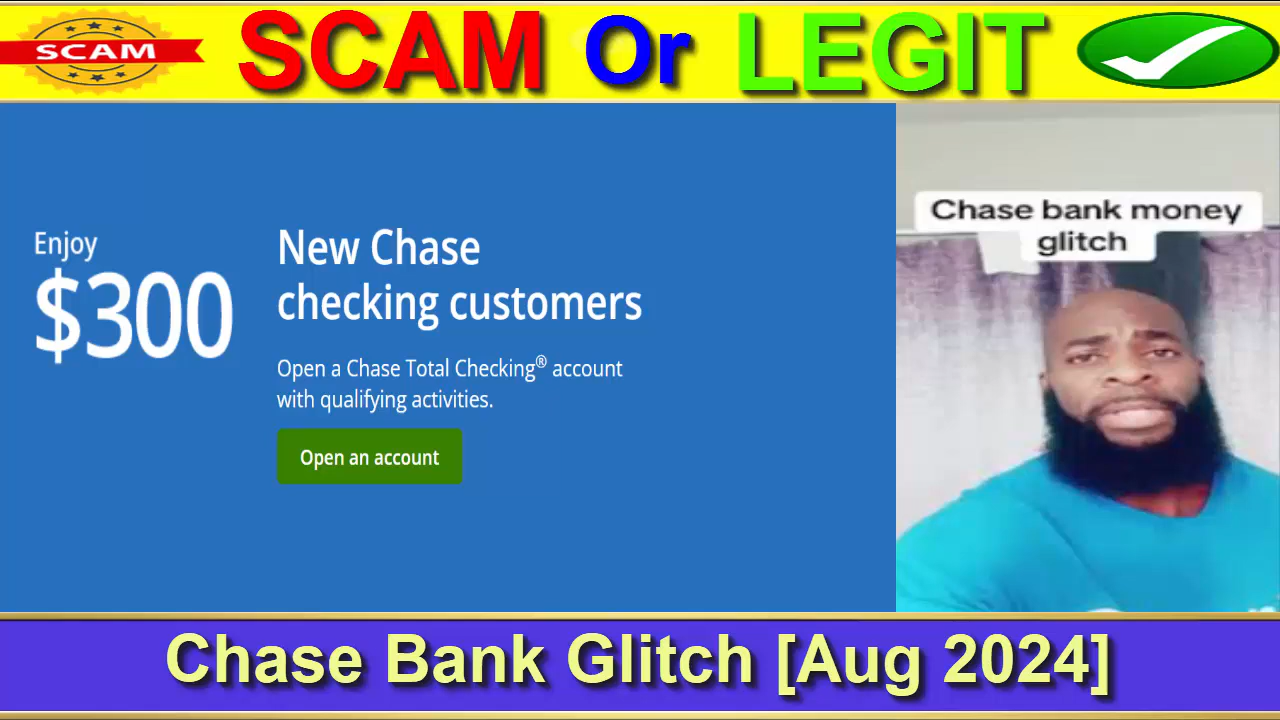 SCAM
SCAM Or LEGIT
Enjoy
$300
New Chase
checking customers
Open a Chase Total Checking® account
with qualifying activities.
Open an account
Chase bank money
glitch
Chase Bank Glitch [Aug 2024]